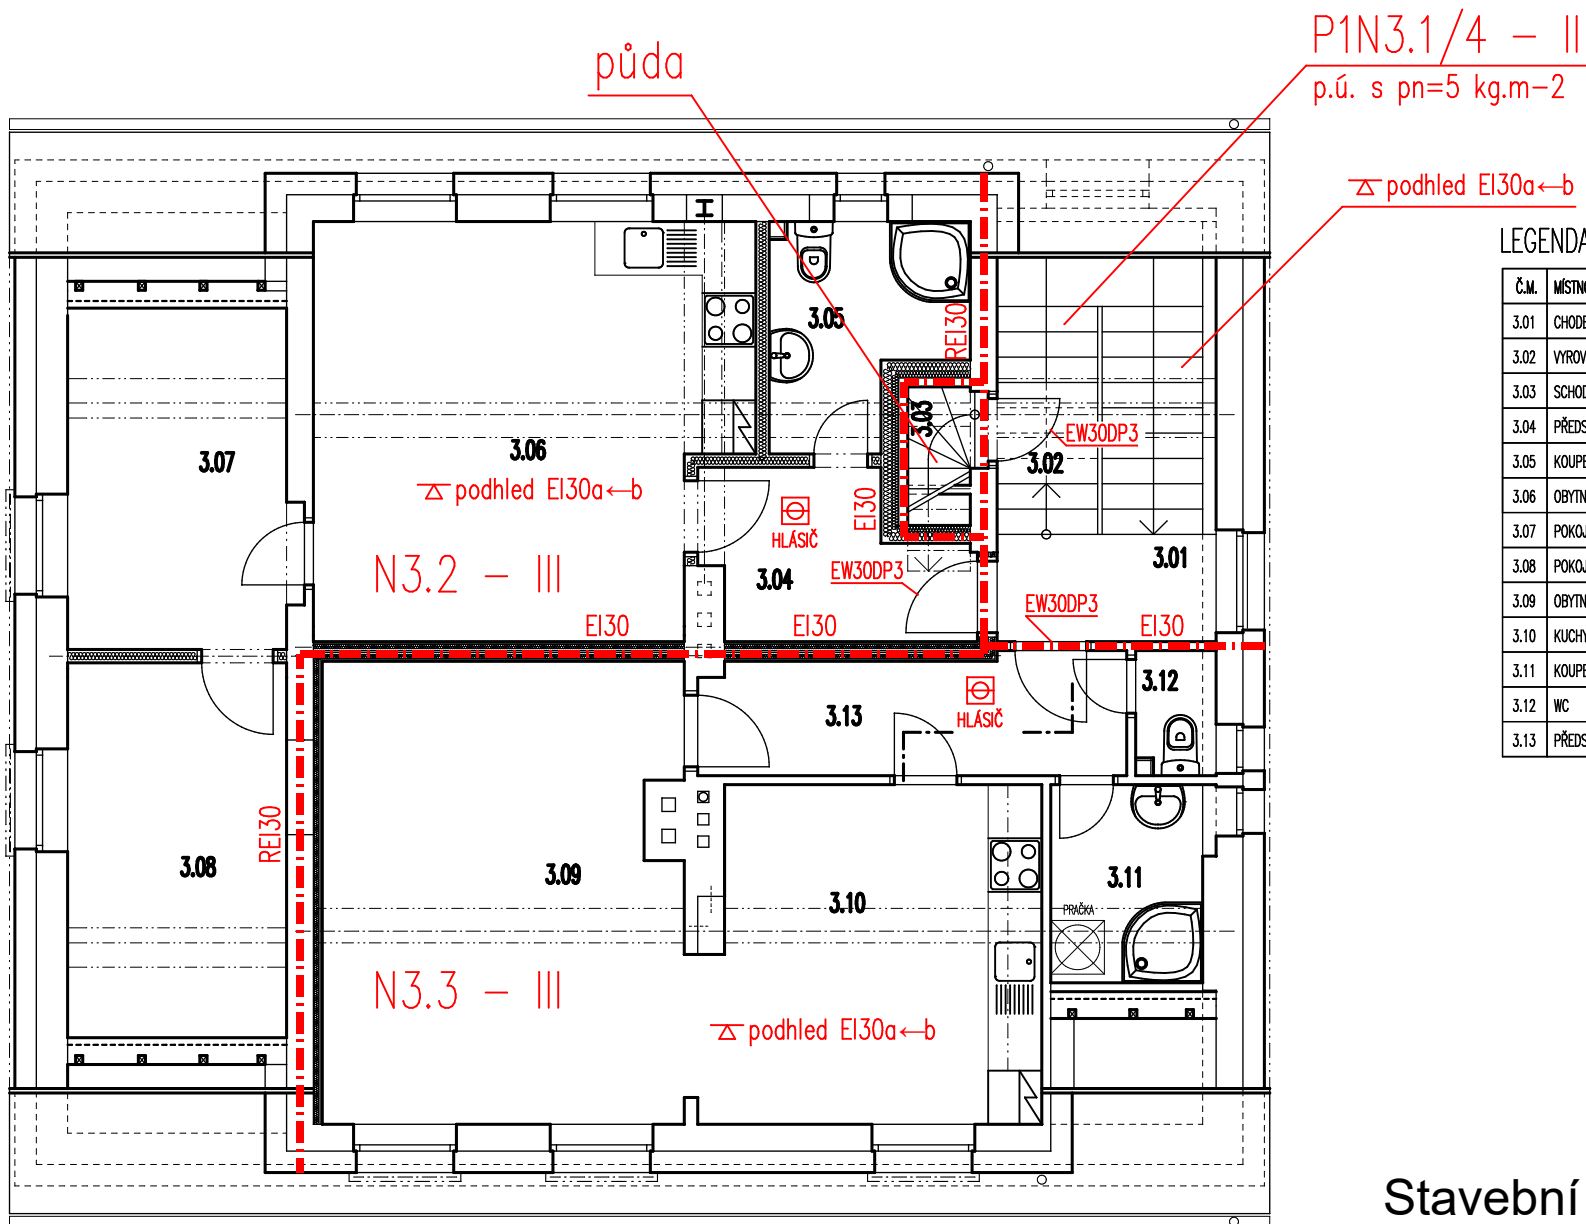 P1N3.1/4 – II
půda
p.ú. s pn=5 kg.m–2
podhled EI30a←b
LEGENDA
Č.M.
3.01
3.02
3.03
3.04
3.05
3.06
3.07
3.08
3.09
3.10
3.11
3.12 WC
3.13
3.05
REI30
3.03
EW30DP3
3.07
3.06
3.02
podhled EI30a←b
EI30
HLÁSIČ
N3.2 – III
3.04
EW30DP3
3.01
EW30DP3
EI30
EI30
EI30
3.12
3.13
HLÁSIČ
REI30
3.08
3.09
3.10
3.11
PRAČKA
N3.3 – III
podhled EI30a←b
Stavební